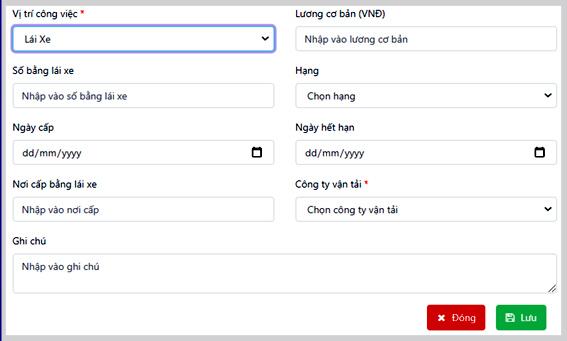 Vị trí công việc * Lương cơ bản (VNĐ)
Lái Xe Nhập vào lương cơ bản
Số bằng lái xe Hạng
Nhập vào số bằng lái xe Chọn hạng
Ngày cấp Ngày hết hạn
dd/mm/yyyy dd/mm/yyyy
Nơi cấp bằng lái xe Công ty vận tải *
Nhập vào nơi cấp Chọn công ty vận tải
Ghi chú
Nhập vào ghi chú
Đóng Lưu